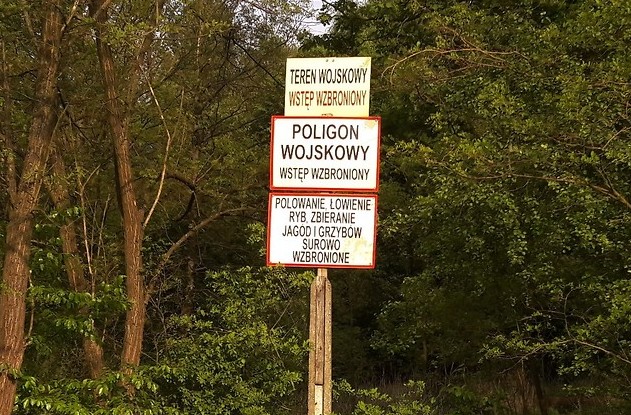 TEREN WOJSKOWY
WSTĘP WZBRONIONY
POLIGON
WOJSKOWY
WSTĘP WZBRONIONY
POLOWANIE, ŁOWIENIE
RYB, ZBIERANIE
JAGÓD I GRZYBÓW
SUROWO
WZBRONIONE